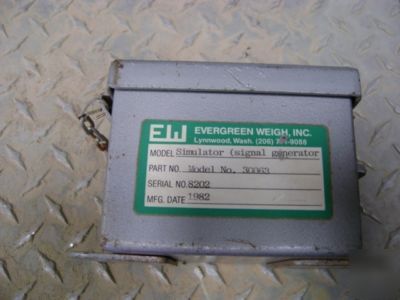 EW EVERGREEN WEIGH, INC.
Lynnwood, Wash. (206)
MODEL Simulator (signal generator
PART NO. Model No. 30063
SERIAL NO. 8202
MFG. DATE 1982